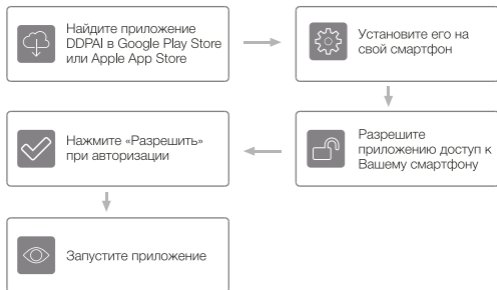 Найдите приложение
DDPAI в Google Play Store
или Apple App Store
Установите его на
свой смартфон
Разрешите
приложению доступ к
Вашему смартфону
Нажмите «Разрешить»
при авторизации
Запустите приложение